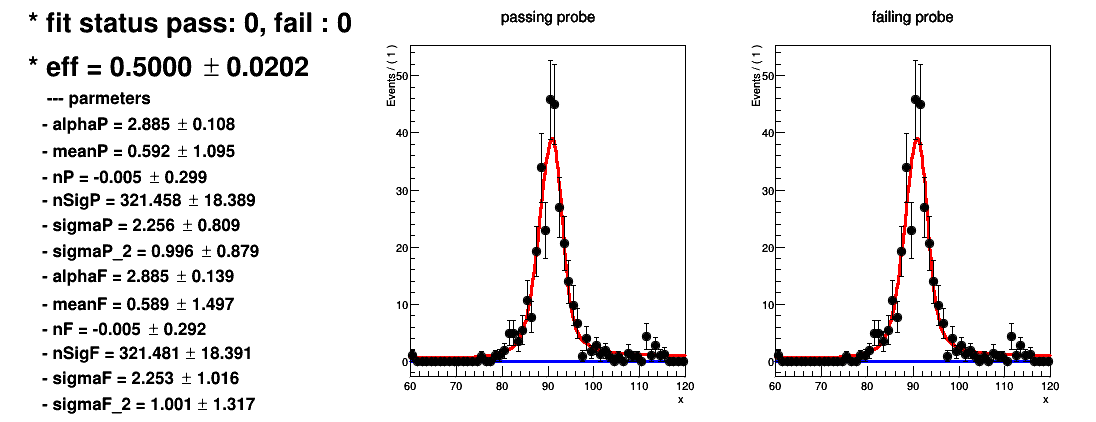 * fit status pass: 0, fail : 0
* eff = 0.5000 ± 0.0202
--- parmeters
- alphaP = 2.885 ± 0.108
- meanP = 0.592 ± 1.095
- nP = -0.005 ± 0.299
- nSigP = 321.458 ± 18.389
- sigmaP = 2.256 ± 0.809
- sigmaP_2 = 0.996 ± 0.879
- alphaF = 2.885 ± 0.139
- meanF = 0.589 ± 1.497
- nF = -0.005 ± 0.292
- nSigF = 321.481 ± 18.391
- sigmaF = 2.253 ± 1.016
- sigmaF_2 = 1.001 ± 1.317
passing probe
Events / ( 1 )
50
40
30
20
10
0
60 70 80 90 100 110 120
x
failing probe
Events / ( 1 )
50
40
30
20
10
0
60 70 80 90 100 110 120
x